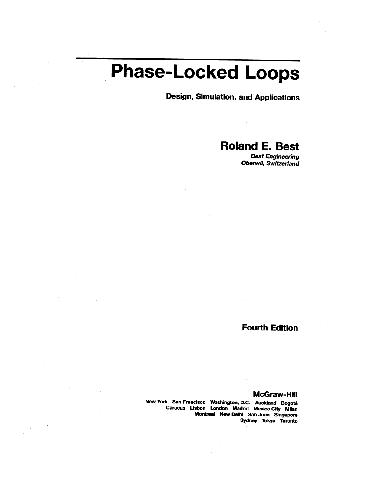 Phase-Locked Loops
Design, Simulation, and Applications
Roland E. Best
Best Engineering
Oberwil, Switzerland
Fourth Edition
McGraw-Hill
New York San Francisco Washington, D.C. Auckland Bogotá
Caracas Lisbon London Madrid Mexico City Milan
Montreal New Delhi San Juan Singapore
Sydney Tokyo Toronto